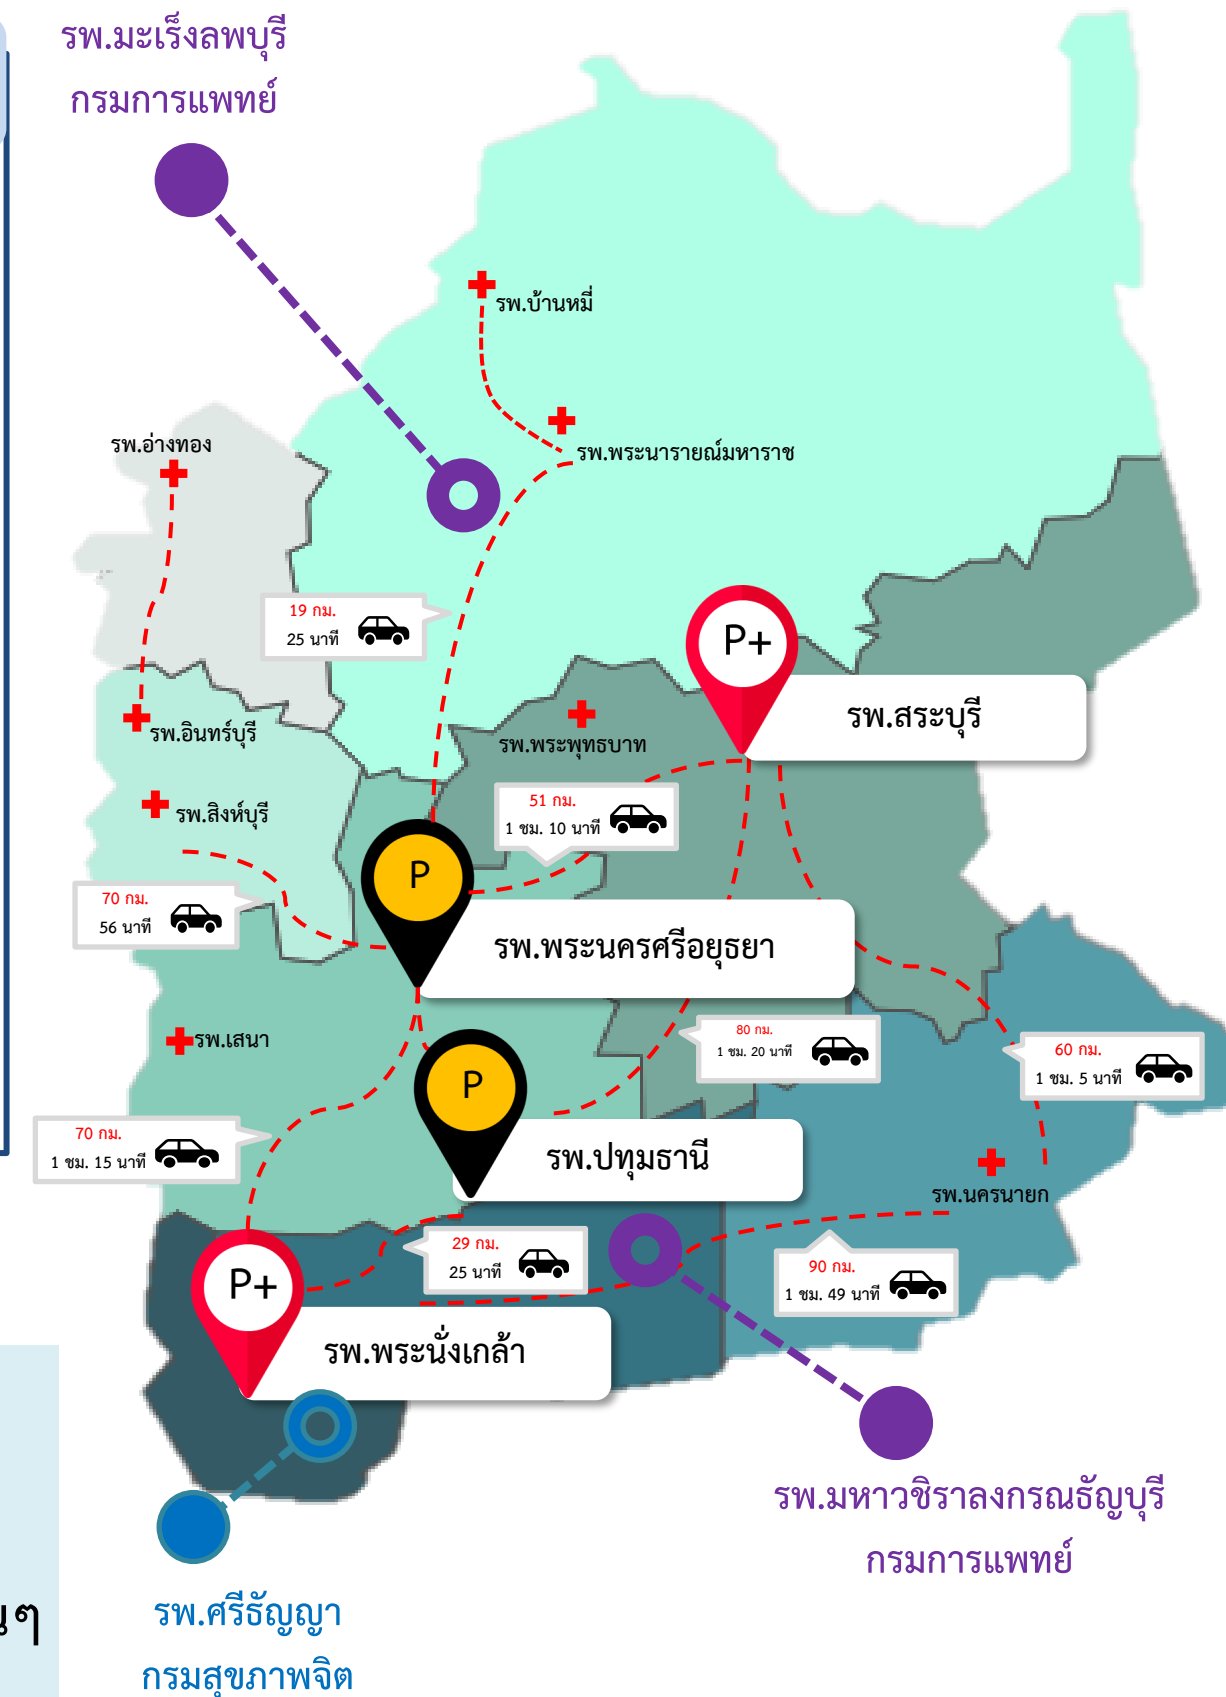 รพ.มะเร็งลพบุรี
กรมการแพทย์
รพ.บ้านหมี่
รพ.อ่างทอง
รพ.พระนารายณ์มหาราช
19 กม.
25 นาที
P+
รพ.สระบุรี
รพ.อินทร์บุรี
รพ.พระพุทธบาท
รพ.สิงห์บุรี
51 กม.
1 ชม. 10 นาที
P
70 กม.
56 นาที
รพ.พระนครศรีอยุธยา
รพ.เสนา
80 กม.
1 ชม. 20 นาที
60 กม.
1 ชม. 5 นาที
P
70 กม.
1 ชม. 15 นาที
รพ.ปทุมธานี
รพ.นครนายก
29 กม.
25 นาที
90 กม.
1 ชม. 49 นาที
P+
รพ.พระนั่งเกล้า
รพ.มหาวชิราลงกรณธัญบุรี
กรมการแพทย์
รพ.ศรีธัญญา
กรมสุขภาพจิต